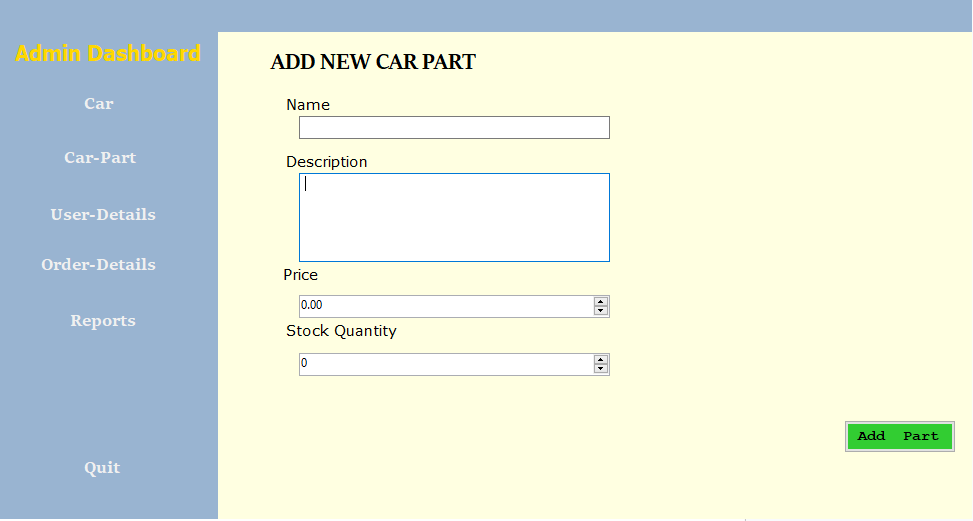 Admin Dashboard
Car
Car-Part
User-Details
Order-Details
Reports
Quit
ADD NEW CAR PART
Name
Description
Price
0.00
Stock Quantity
0
Add Part